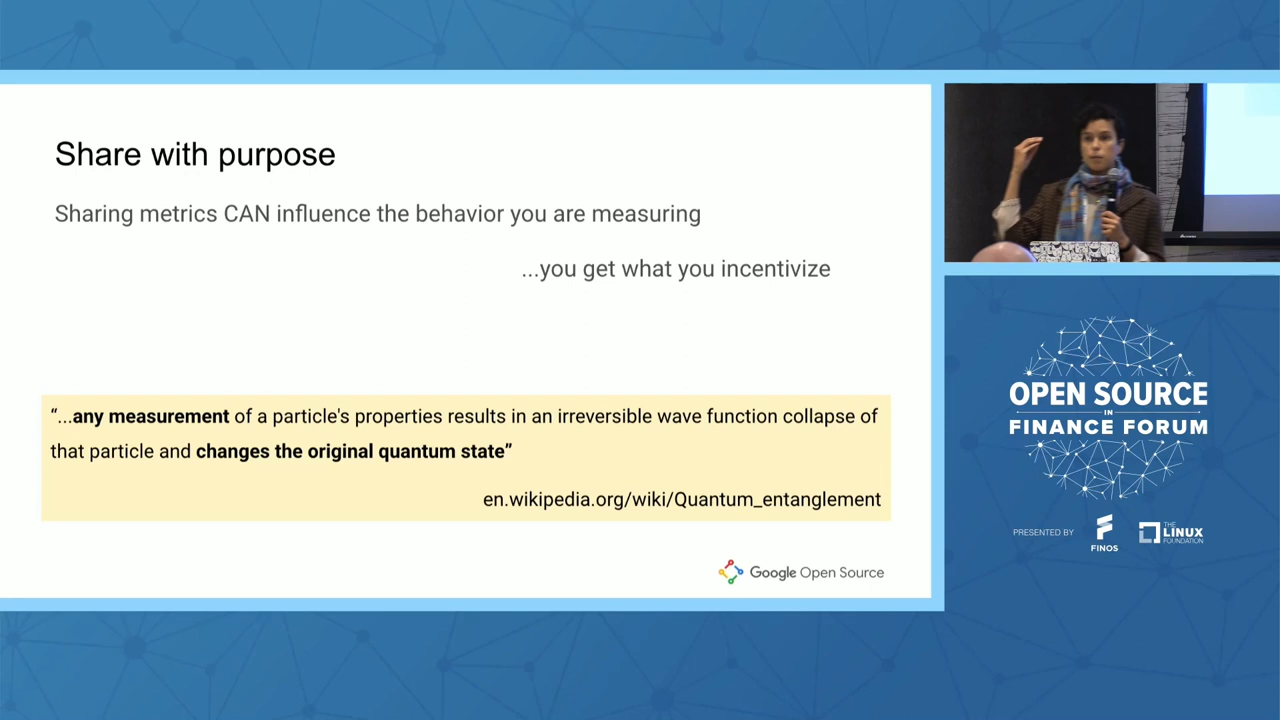 Share with purpose
Sharing metrics CAN influence the behavior you are measuring
...you get what you incentivize
“...any measurement of a particle's properties results in an irreversible wave function collapse of
that particle and changes the original quantum state”
en.wikipedia.org/wiki/Quantum_entanglement
Google Open Source
OPEN SOURCE
IN
FINANCE FORUM
PRESENTED BY
FINOS
THE
LINUX
FOUNDATION